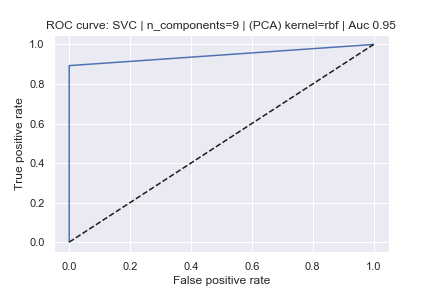 ROC curve: SVC | n_components=9 | (PCA) kernel=rbf | Auc 0.95
1.0
0.8
0.6
0.4
0.2
0.0
True positive rate
0.0 0.2 0.4 0.6 0.8 1.0
False positive rate